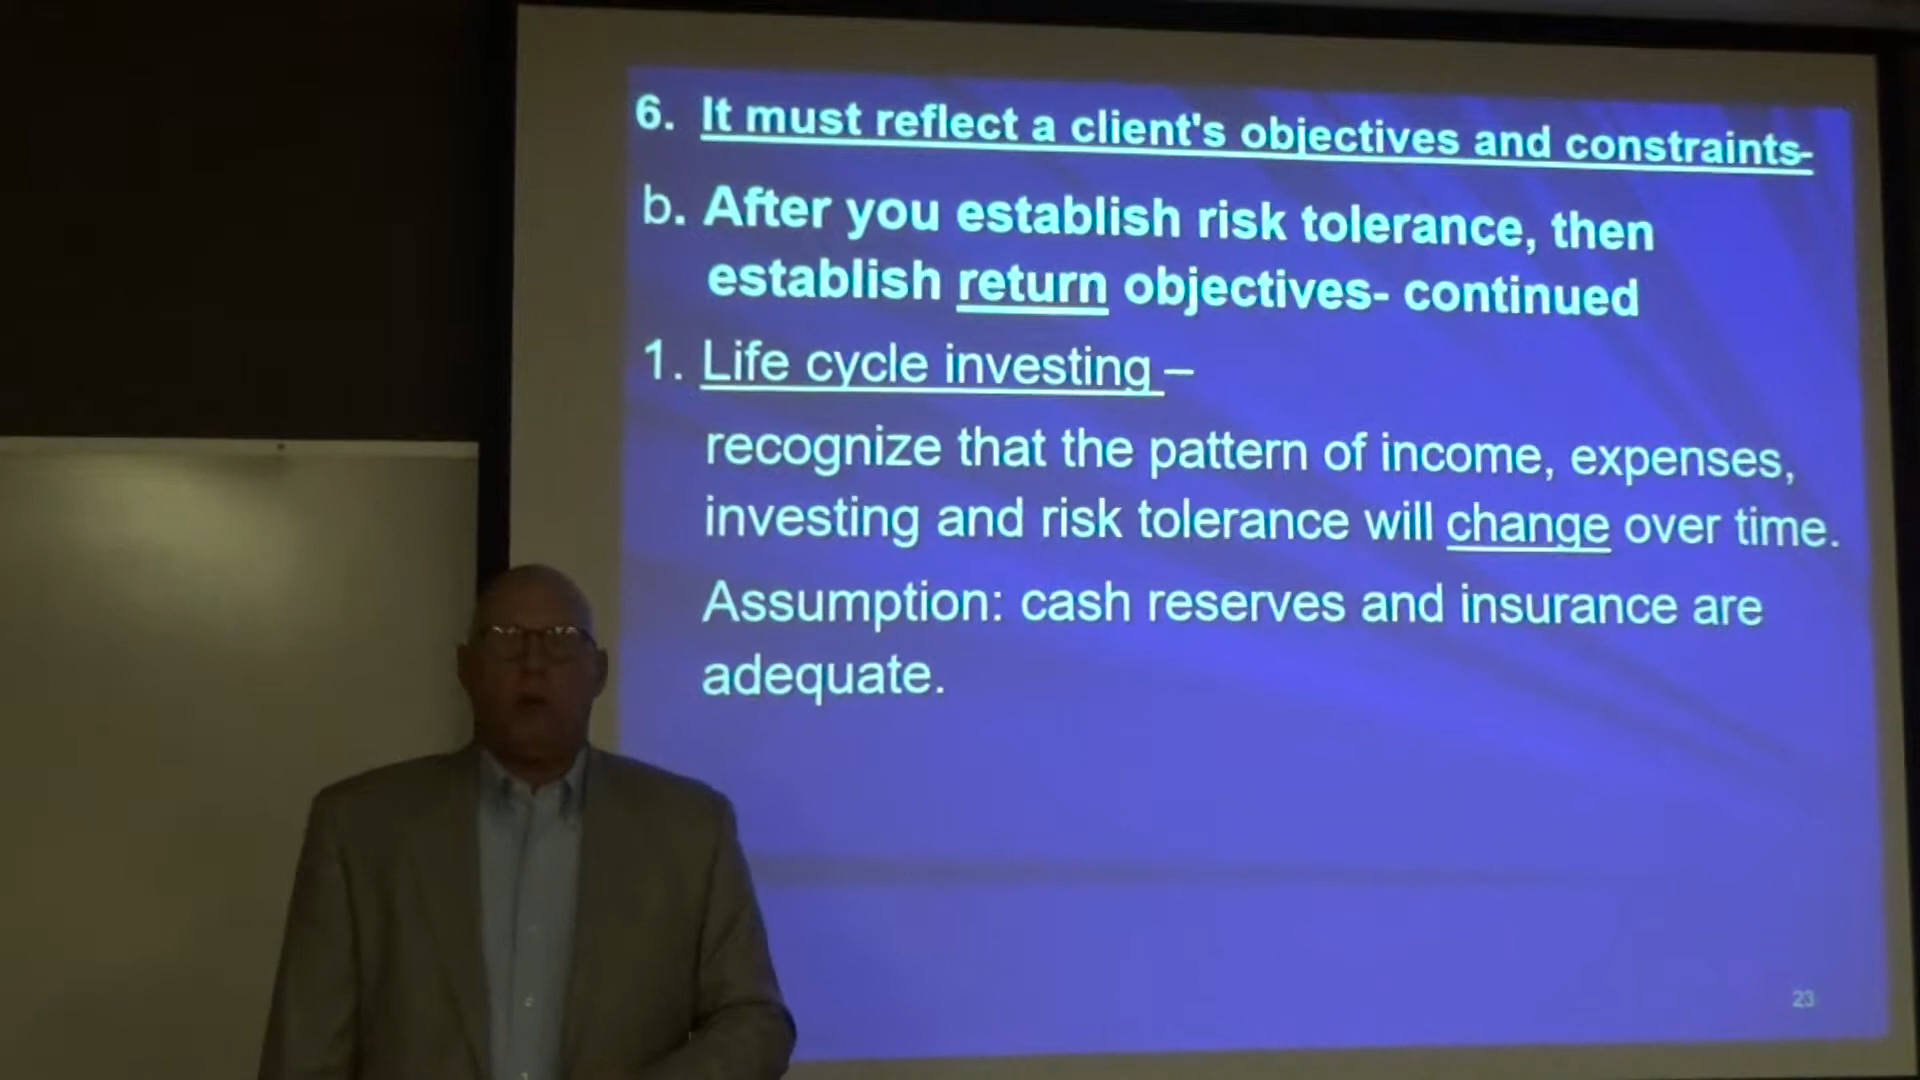 6. It must reflect a client's objectives and constraints-
b. After you establish risk tolerance, then
establish return objectives- continued
1. Life cycle investing –
recognize that the pattern of income, expenses,
investing and risk tolerance will change over time.
Assumption: cash reserves and insurance are
adequate.
23